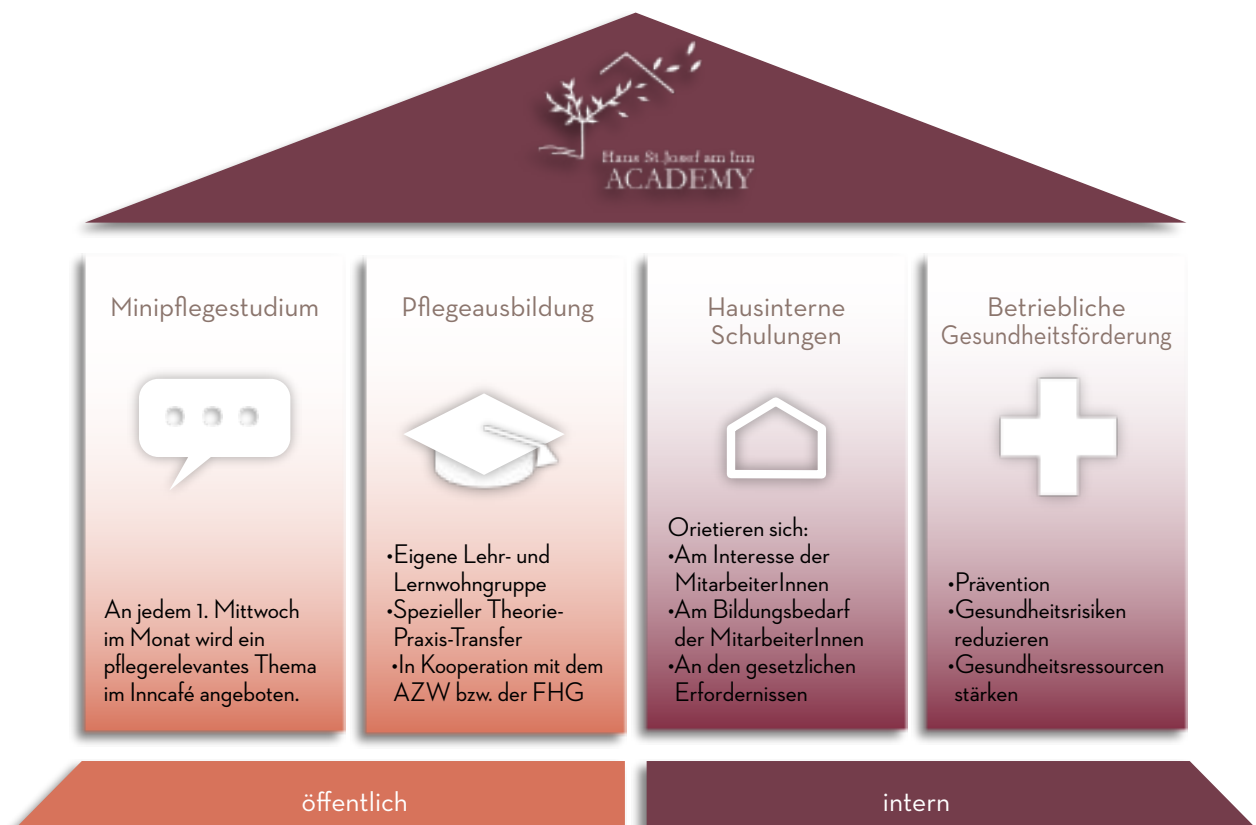 Haus St.Josef am Inn
ACADEMY
Minipflegestudium
An jedem 1. Mittwoch
im Monat wird ein
pflegerelevantes Thema
im Inncafé angeboten.
Pflegeausbildung
•Eigene Lehr- und
Lernwohngruppe
•Spezieller Theorie-
Praxis-Transfer
•In Kooperation mit dem
AZW bzw. der FHG
Hausinterne
Schulungen
Orietieren sich:
•Am Interesse der
MitarbeiterInnen
•Am Bildungsbedarf
der MitarbeiterInnen
•An den gesetzlichen
Erfordernissen
Betriebliche
Gesundheitsförderung
•Prävention
•Gesundheitsrisiken
reduzieren
•Gesundheitsressourcen
stärken
öffentlich
intern